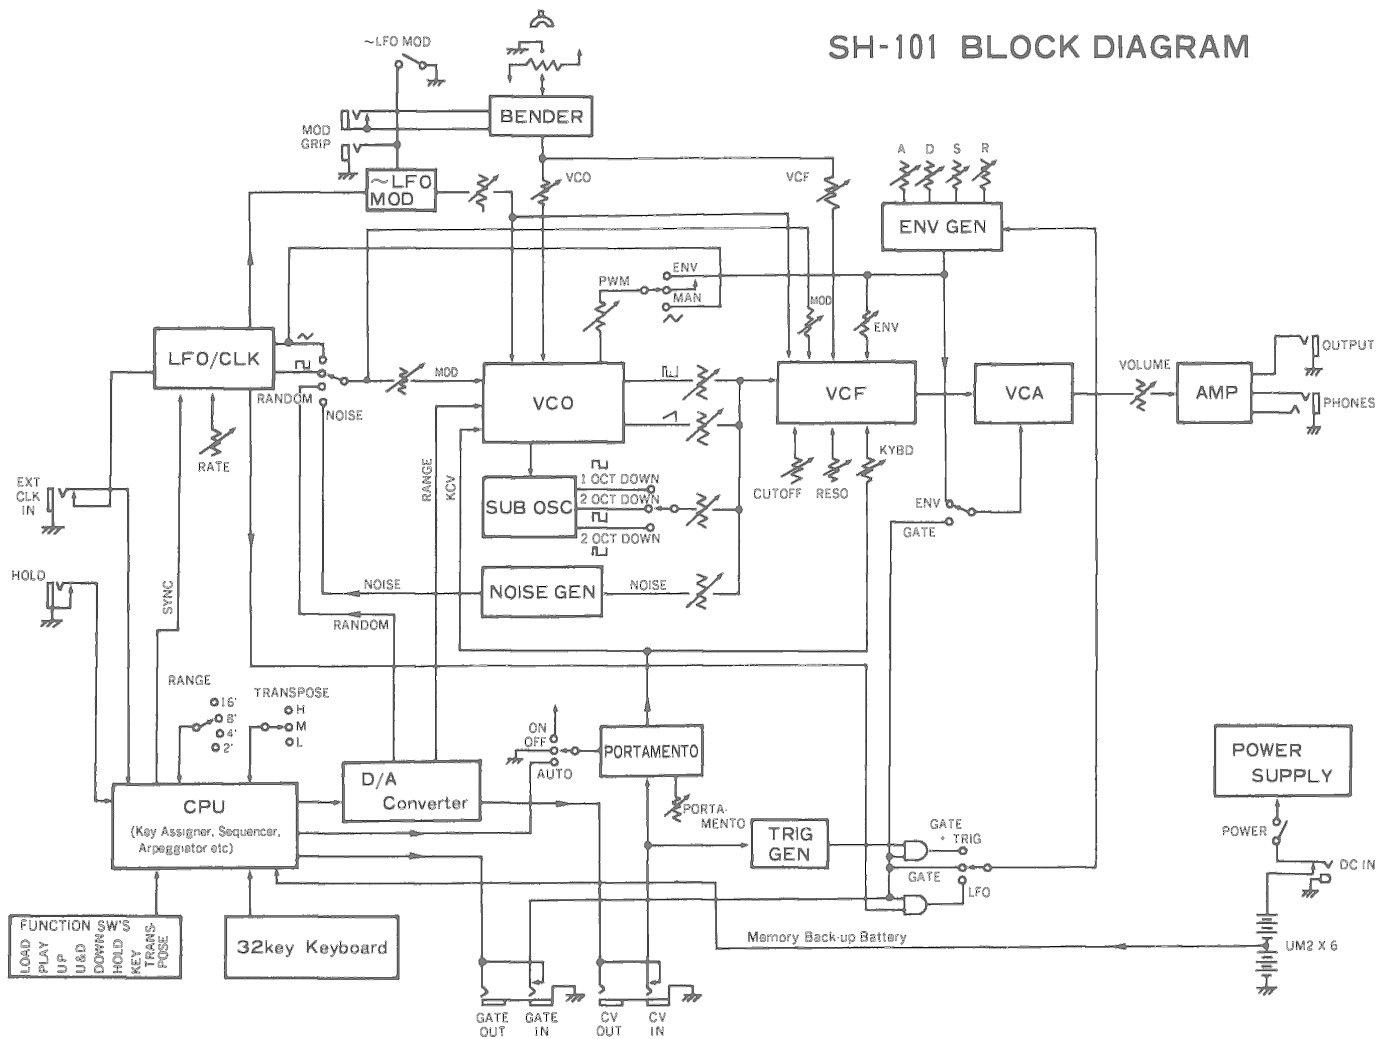 SH-101 BLOCK DIAGRAM
~LFO MOD
BENDER
MOD
GRIP
~LFO
MOD
VCO
VCF
A D S R
ENV GEN
PWM
ENV
MAN
MOD
ENV
LFO/CLK
RANDOM
NOISE
MOD
VCO
VCF
VCA
VOLUME
AMP
OUTPUT
PHONES
RATE
EXT
CLK
IN
RANGE
KCV
SUB OSC
1 OCT DOWN
2 OCT DOWN
2 OCT DOWN
CUTOFF
RESO
KYBD
ENV
GATE
HOLD
SYNC
NOISE
NOISE GEN
NOISE
RANDOM
RANGE
16'
8'
4'
2'
TRANSPOSE
H
M
L
ON
OFF
AUTO
PORTAMENTO
PORTA-
MENTO
D/A
Converter
CPU
(Key Assigner, Sequencer,
Arpeggiator etc)
TRIG
GEN
GATE
+ TRIG
GATE
LFO
POWER
SUPPLY
POWER
DC IN
UM2 X 6
Memory Back-up Battery
FUNCTION SW'S
LOAD
PLAY
UP
U&D
DOWN
HOLD
KEY
TRANS-
POSE
32key Keyboard
GATE
OUT
GATE
IN
CV
OUT
CV
IN